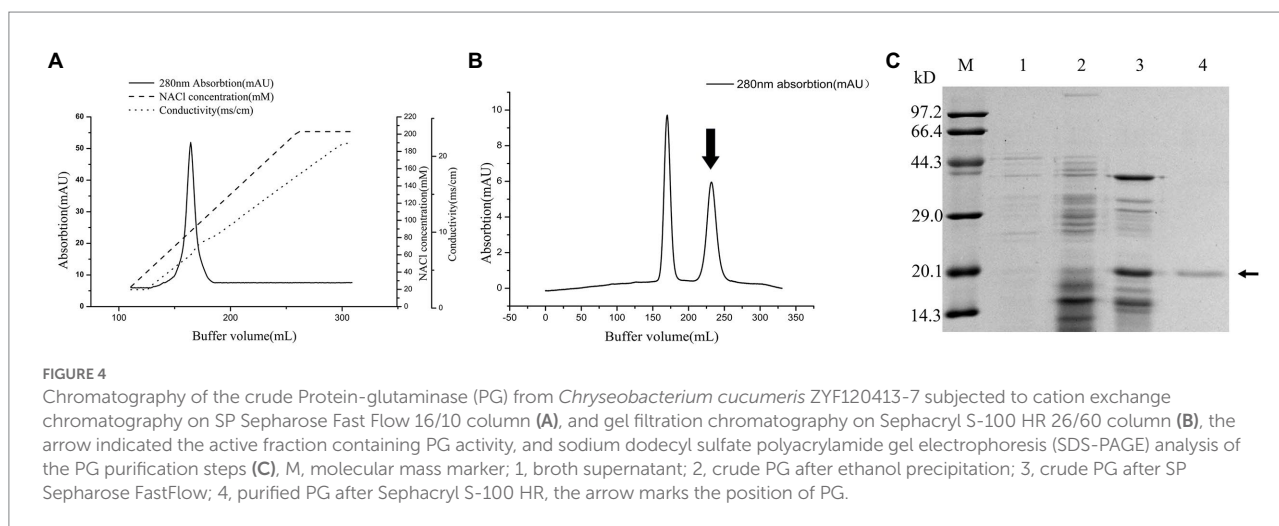 A
280nm Absorbtion(mAU)
NACl concentration(mM)
Conductivity(ms/cm)
60
55
50
45
40
35
30
25
20
15
10
5
0
Absorbtion(mAU)
100
200
300
Buffer volume(mL)
220
200
180
160
140
120
100
80
60
40
20
0
NACl concentration(mM)
20
10
0
Conductivity(ms/cm)
B
280nm absorbtion(mAU)
10
8
6
4
2
0
Absorbtion(mAU)
-50
0
50
100
150
200
250
300
350
Buffer volume(mL)
C
kD M 1 2 3 4
97.2
66.4
44.3
29.0
20.1
14.3
FIGURE 4
Chromatography of the crude Protein-glutaminase (PG) from Chryseobacterium cucumeris ZYF120413-7 subjected to cation exchange
chromatography on SP Sepharose Fast Flow 16/10 column (A), and gel filtration chromatography on Sephacryl S-100 HR 26/60 column (B), the
arrow indicated the active fraction containing PG activity, and sodium dodecyl sulfate polyacrylamide gel electrophoresis (SDS-PAGE) analysis of
the PG purification steps (C), M, molecular mass marker; 1, broth supernatant; 2, crude PG after ethanol precipitation; 3, crude PG after SP
Sepharose FastFlow; 4, purified PG after Sephacryl S-100 HR, the arrow marks the position of PG.